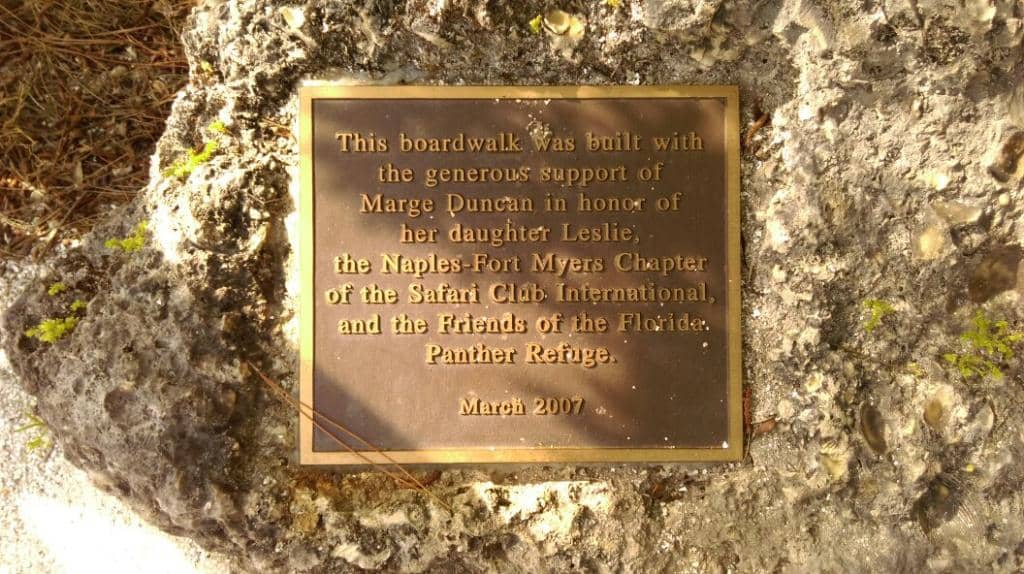 This boardwalk was built with
the generous support of
Marge Duncan in honor of
her daughter Leslie,
the Naples-Fort Myers Chapter
of the Safari Club International,
and the Friends of the Florida
Panther Refuge.
March 2007